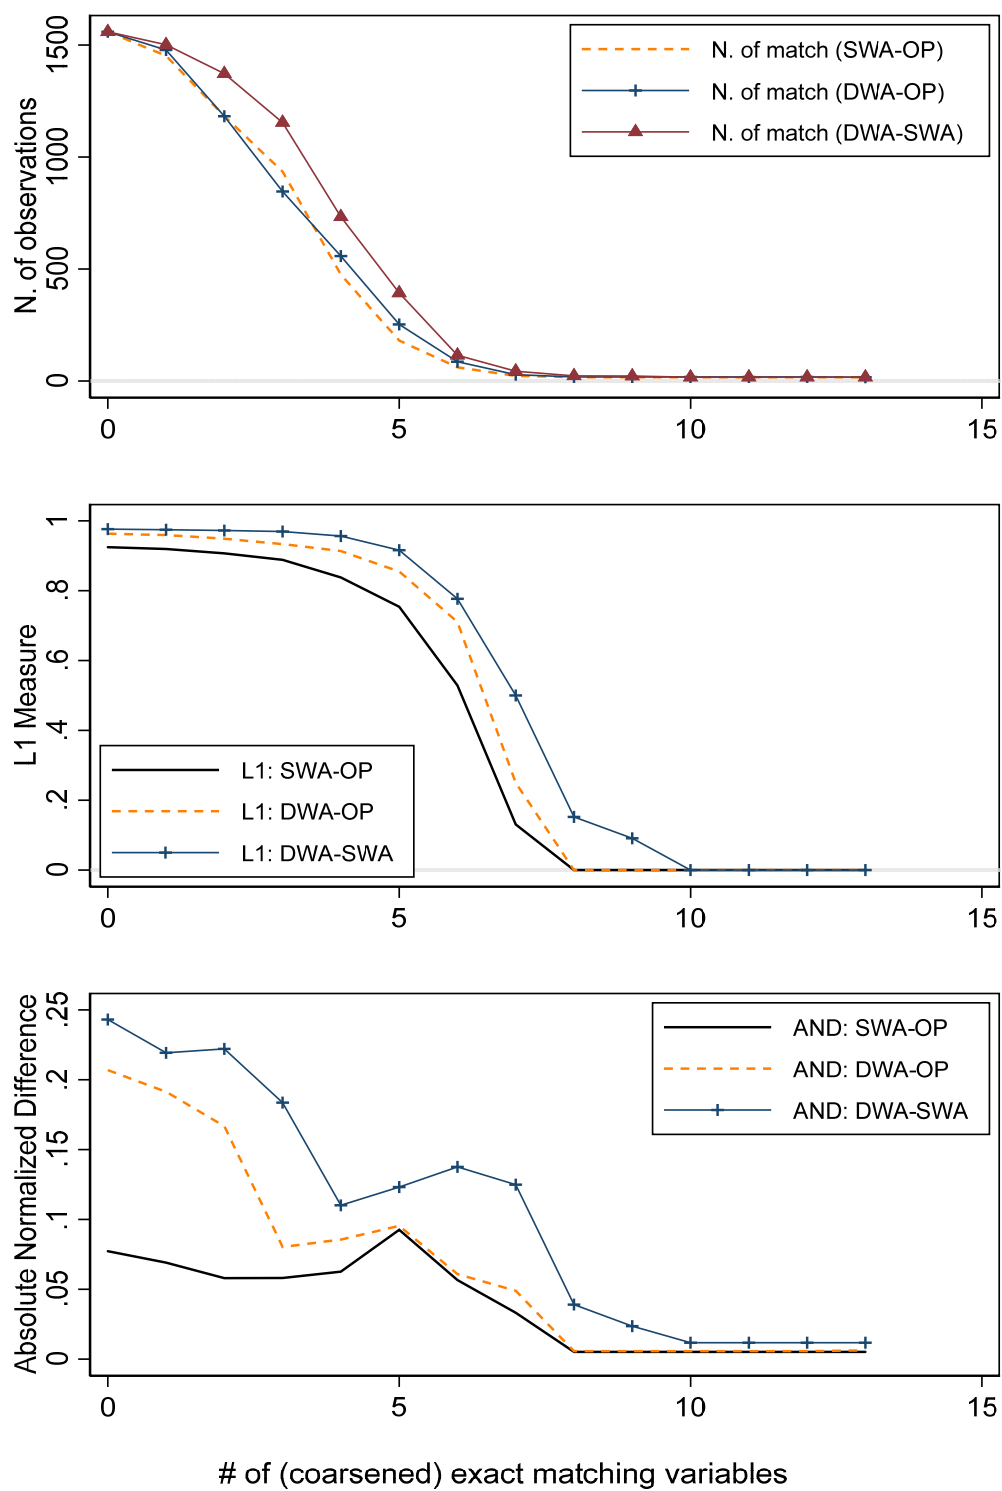 N. of observations
1500
1000
500
0
N. of match (SWA-OP)
N. of match (DWA-OP)
N. of match (DWA-SWA)
0 5 10 15
L1 Measure
1
.8
.6
.4
.2
0
L1: SWA-OP
L1: DWA-OP
L1: DWA-SWA
0 5 10 15
Absolute Normalized Difference
.25
.2
.15
.1
.05
0
AND: SWA-OP
AND: DWA-OP
AND: DWA-SWA
0 5 10 15
# of (coarsened) exact matching variables